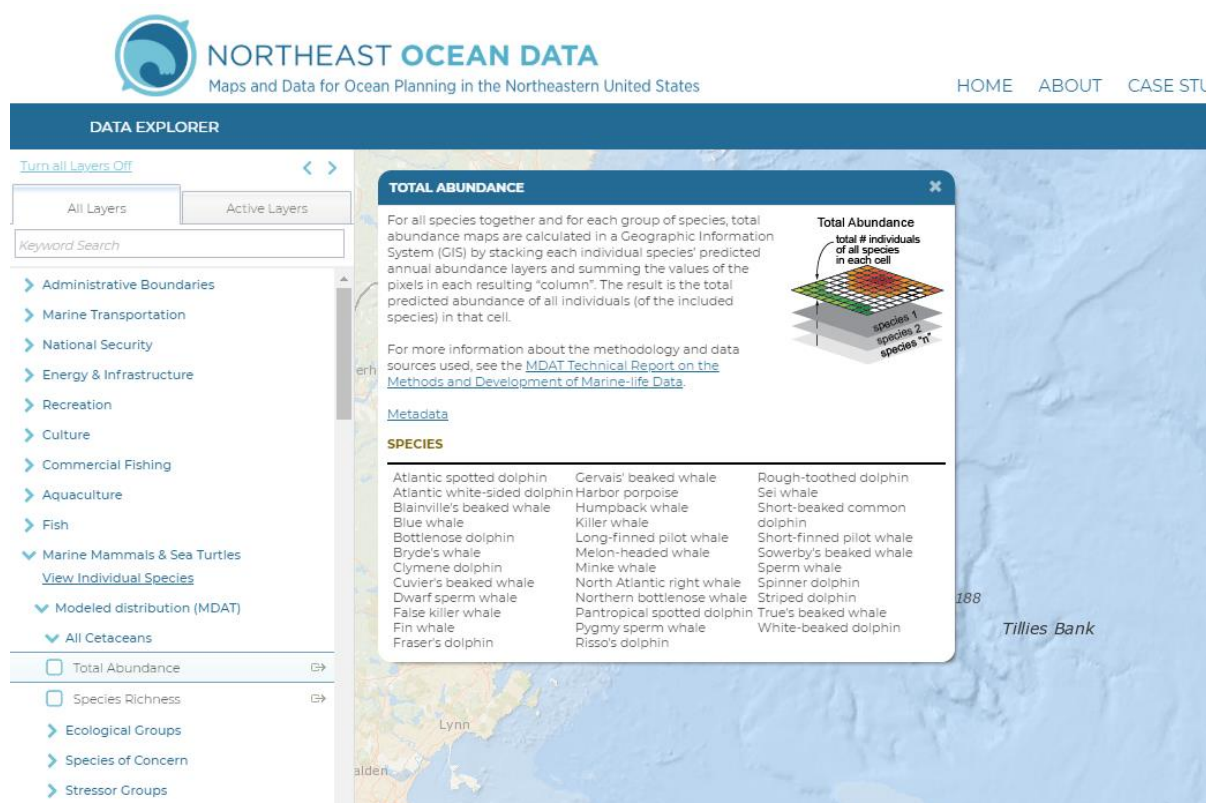 NORTHEAST OCEAN DATA
Maps and Data for Ocean Planning in the Northeastern United States
HOME ABOUT CASE STU
DATA EXPLORER
Turn all Layers Off
All Layers Active Layers
Keyword Search
Administrative Boundaries
Marine Transportation
National Security
Energy & Infrastructure
Recreation
Culture
Commercial Fishing
Aquaculture
Fish
Marine Mammals & Sea Turtles
View Individual Species
Modeled distribution (MDAT)
All Cetaceans
Total Abundance
Species Richness
Ecological Groups
Species of Concern
Stressor Groups
TOTAL ABUNDANCE
For all species together and for each group of species, total
abundance maps are calculated in a Geographic Information
System (GIS) by stacking each individual species' predicted
annual abundance layers and summing the values of the
pixels in each resulting "column". The result is the total
predicted abundance of all individuals (of the included
species) in that cell.
For more information about the methodology and data
sources used, see the MDAT Technical Report on the
Methods and Development of Marine-life Data.
Metadata
Total Abundance
total # individuals
of all species
in each cell
species 1
species 2
species "n"
SPECIES
Atlantic spotted dolphin
Atlantic white-sided dolphin
Blainville's beaked whale
Blue whale
Bottlenose dolphin
Bryde's whale
Clymene dolphin
Cuvier's beaked whale
Dwarf sperm whale
False killer whale
Fin whale
Fraser's dolphin
Gervais' beaked whale
Harbor porpoise
Humpback whale
Killer whale
Long-finned pilot whale
Melon-headed whale
Minke whale
North Atlantic right whale
Northern bottlenose whale
Pantropical spotted dolphin
Pygmy sperm whale
Risso's dolphin
Rough-toothed dolphin
Sei whale
Short-beaked common
dolphin
Short-finned pilot whale
Sowerby's beaked whale
Sperm whale
Spinner dolphin
Striped dolphin
True's beaked whale
White-beaked dolphin
erh
188
Tillies Bank
Lynn
alden